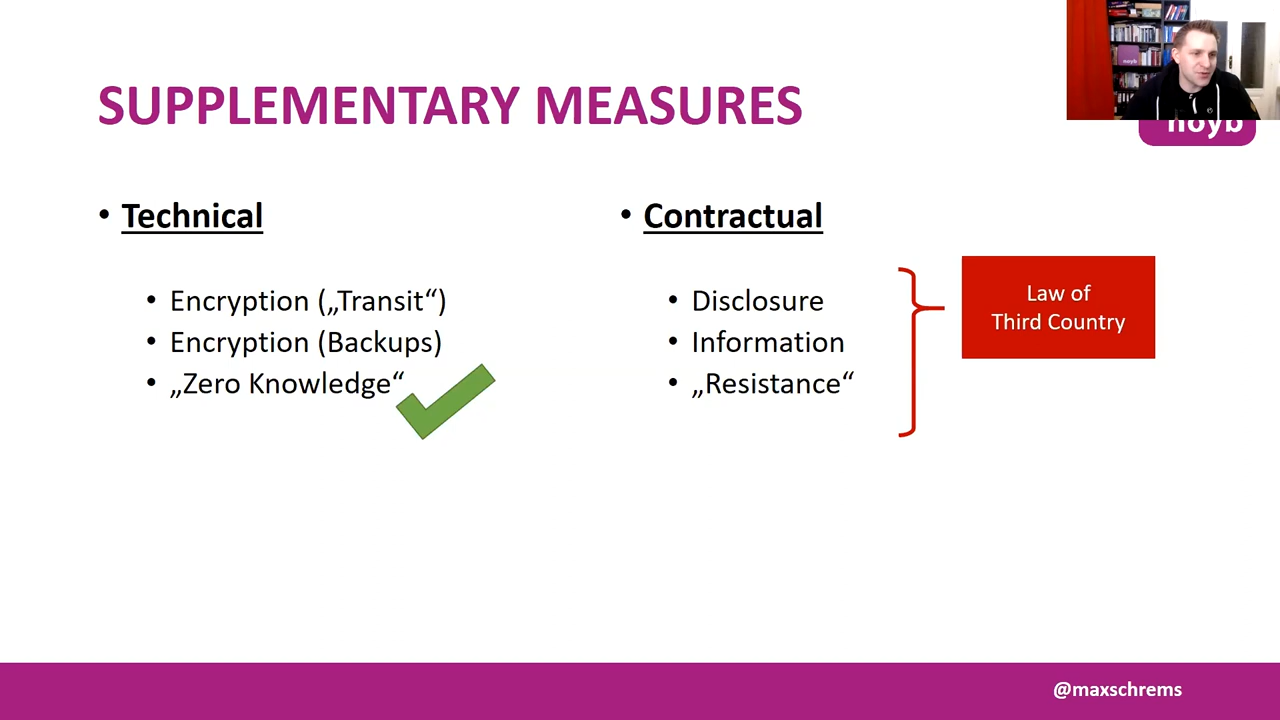 SUPPLEMENTARY MEASURES
noyb
noyb
• Technical
• Encryption („Transit“)
• Encryption (Backups)
• „Zero Knowledge“
• Contractual
• Disclosure
• Information
• „Resistance“
Law of
Third Country
@maxschrems